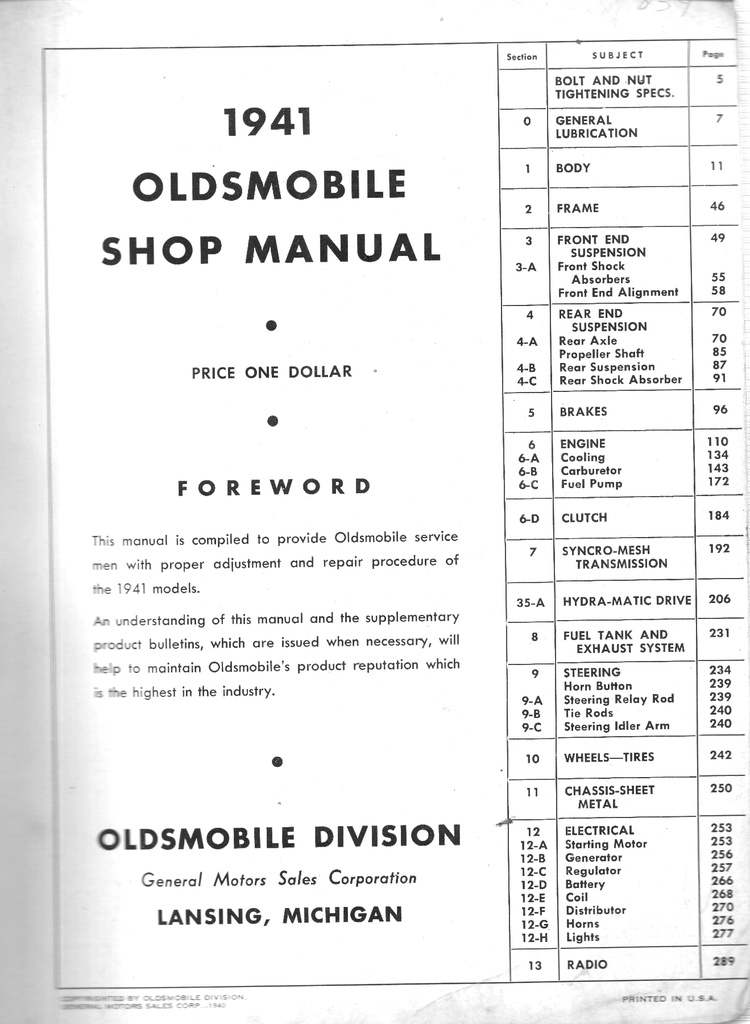 1941
OLDSMOBILE
SHOP MANUAL
PRICE ONE DOLLAR
FOREWORD
This manual is compiled to provide Oldsmobile service
men with proper adjustment and repair procedure of
the 1941 models.
An understanding of this manual and the supplementary
product bulletins, which are issued when necessary, will
help to maintain Oldsmobile's product reputation which
is the highest in the industry.
OLDSMOBILE DIVISION
General Motors Sales Corporation
LANSING, MICHIGAN
Section SUBJECT Page
BOLT AND NUT 5
TIGHTENING SPECS.
0 GENERAL 7
LUBRICATION
1 BODY 11
2 FRAME 46
3 FRONT END 49
SUSPENSION
3-A Front Shock
Absorbers 55
Front End Alignment 58
4 REAR END 70
SUSPENSION
4-A Rear Axle 70
Propeller Shaft 85
4-B Rear Suspension 87
4-C Rear Shock Absorber 91
5 BRAKES 96
6 ENGINE 110
6-A Cooling 134
6-B Carburetor 143
6-C Fuel Pump 172
6-D CLUTCH 184
7 SYNCRO-MESH 192
TRANSMISSION
35-A HYDRA-MATIC DRIVE 206
8 FUEL TANK AND 231
EXHAUST SYSTEM
9 STEERING 234
Horn Button 239
9-A Steering Relay Rod 239
9-B Tie Rods 240
9-C Steering Idler Arm 240
10 WHEELS—TIRES 242
11 CHASSIS-SHEET 250
METAL
12 ELECTRICAL 253
12-A Starting Motor 253
12-B Generator 256
12-C Regulator 257
12-D Battery 266
12-E Coil 268
12-F Distributor 270
12-G Horns 276
12-H Lights 277
13 RADIO 289
COPYRIGHTED BY OLDSMOBILE DIVISION,
GENERAL MOTORS SALES CORP. 1940
PRINTED IN U.S.A.